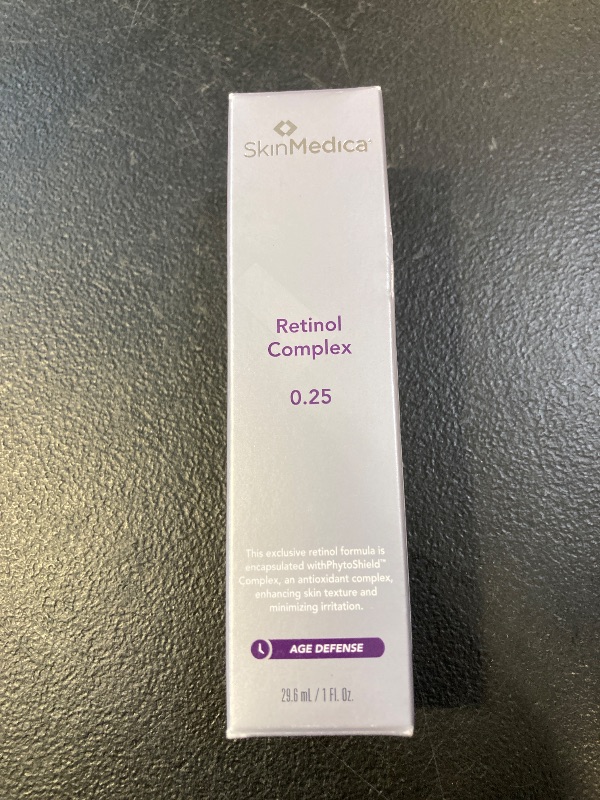 SkinMedica™
Retinol
Complex
0.25
This exclusive retinol formula is
encapsulated withPhytoShield™
Complex, an antioxidant complex,
enhancing skin texture and
minimizing irritation.
AGE DEFENSE
29.6 mL / 1 Fl. Oz.